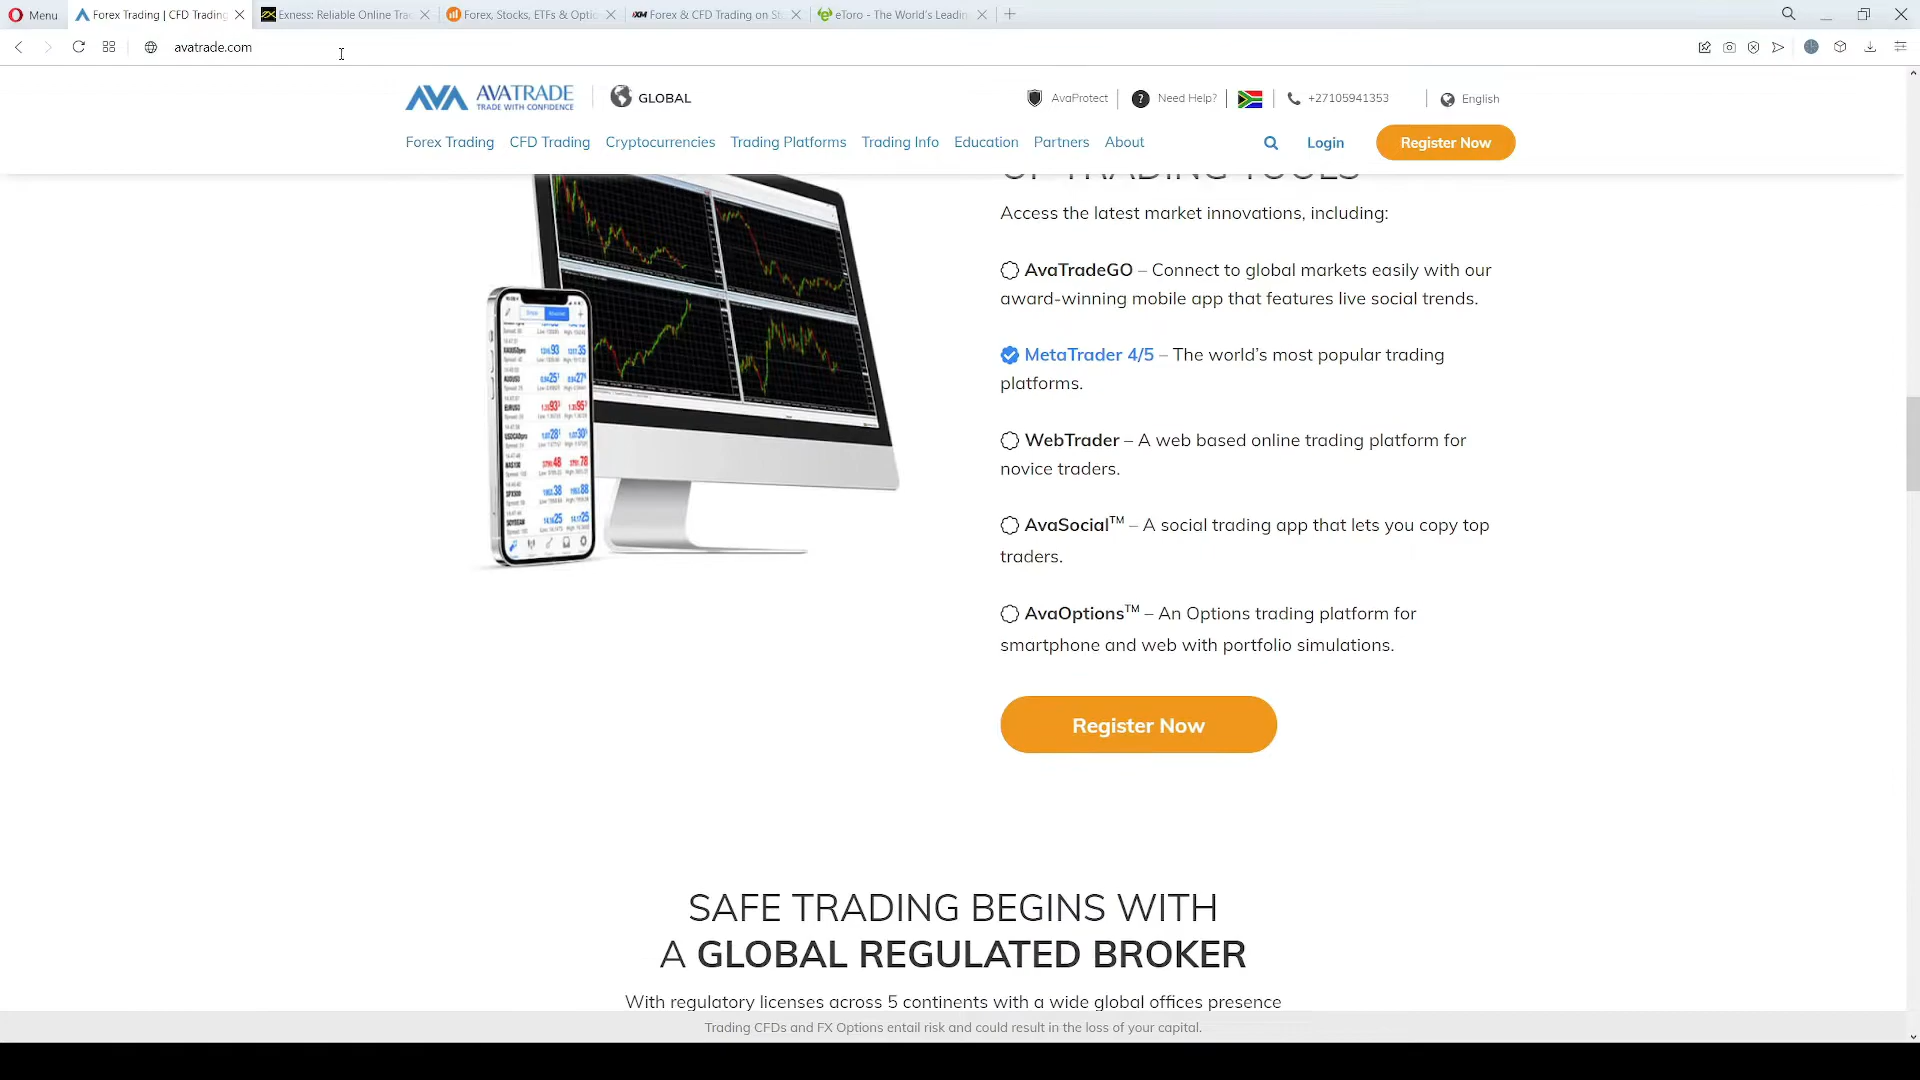 Menu
Forex Trading | CFD Trading
Exness: Reliable Online Trac
Forex, Stocks, ETFs & Optio
XM Forex & CFD Trading on St
eToro - The World's Leadin
avatrade.com
AVA AVATRADE
TRADE WITH CONFIDENCE
GLOBAL
AvaProtect
Need Help?
+27105941353
English
Forex Trading CFD Trading Cryptocurrencies Trading Platforms Trading Info Education Partners About
Login
Register Now
OF TRADING TOOLS
Access the latest market innovations, including:
AvaTradeGO – Connect to global markets easily with our
award-winning mobile app that features live social trends.
MetaTrader 4/5 – The world’s most popular trading
platforms.
WebTrader – A web based online trading platform for
novice traders.
AvaSocial™ – A social trading app that lets you copy top
traders.
AvaOptions™ – An Options trading platform for
smartphone and web with portfolio simulations.
Register Now
SAFE TRADING BEGINS WITH
A GLOBAL REGULATED BROKER
With regulatory licenses across 5 continents with a wide global offices presence
Trading CFDs and FX Options entail risk and could result in the loss of your capital.